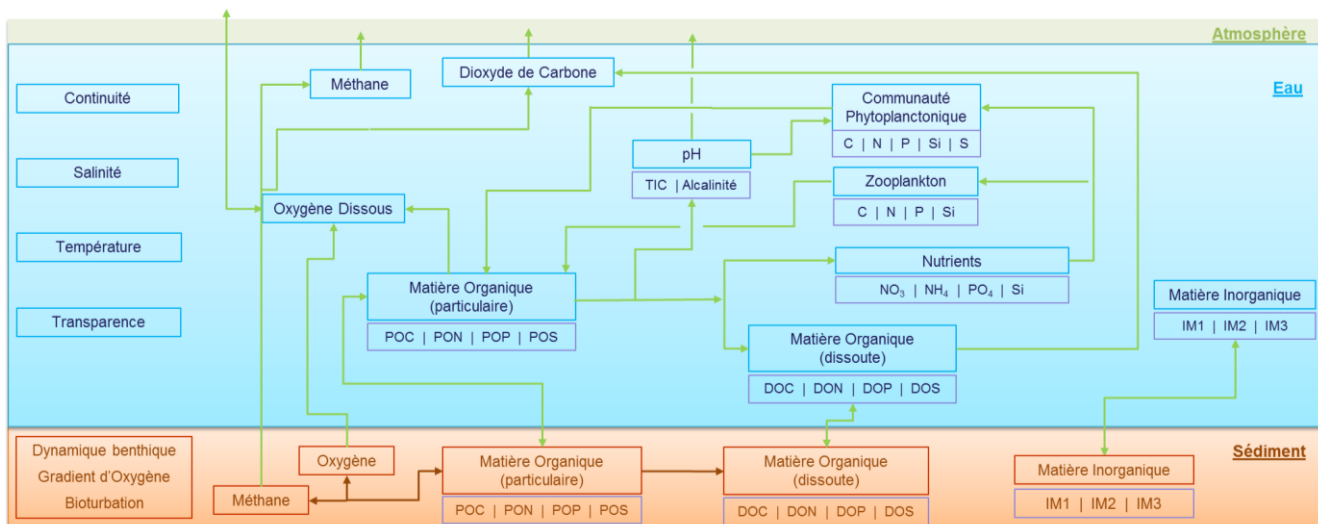 Atmosphère
Eau
Continuité
Salinité
Température
Transparence
Méthane
Dioxyde de Carbone
Communauté
Phytoplanctonique
C | N | P | Si | S
pH
TIC | Alcalinité
Zooplankton
C | N | P | Si
Oxygène Dissous
Matière Organique
(particulaire)
POC | PON | POP | POS
Nutrients
NO₃ | NH₄ | PO₄ | Si
Matière Organique
(dissoute)
DOC | DON | DOP | DOS
Matière Inorganique
IM1 | IM2 | IM3
Sédiment
Dynamique benthique
Gradient d'Oxygène
Bioturbation
Oxygène
Méthane
Matière Organique
(particulaire)
POC | PON | POP | POS
Matière Organique
(dissoute)
DOC | DON | DOP | DOS
Matière Inorganique
IM1 | IM2 | IM3